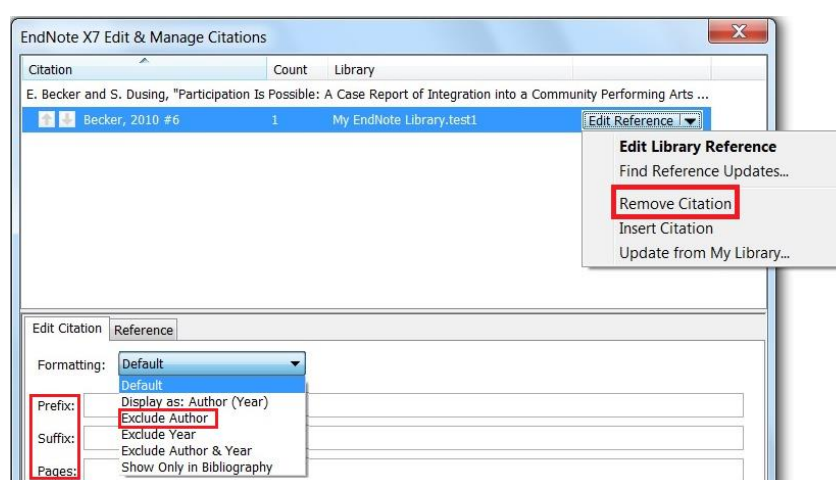 EndNote X7 Edit & Manage Citations
Citation Count Library
E. Becker and S. Dusing, "Participation Is Possible: A Case Report of Integration into a Community Performing Arts ...
Becker, 2010 #6 1 My EndNote Library.test1 Edit Reference
Edit Library Reference
Find Reference Updates...
Remove Citation
Insert Citation
Update from My Library...
Edit Citation Reference
Formatting: Default
Default
Prefix: Display as: Author (Year)
Exclude Author
Suffix: Exclude Year
Exclude Author & Year
Pages: Show Only in Bibliography